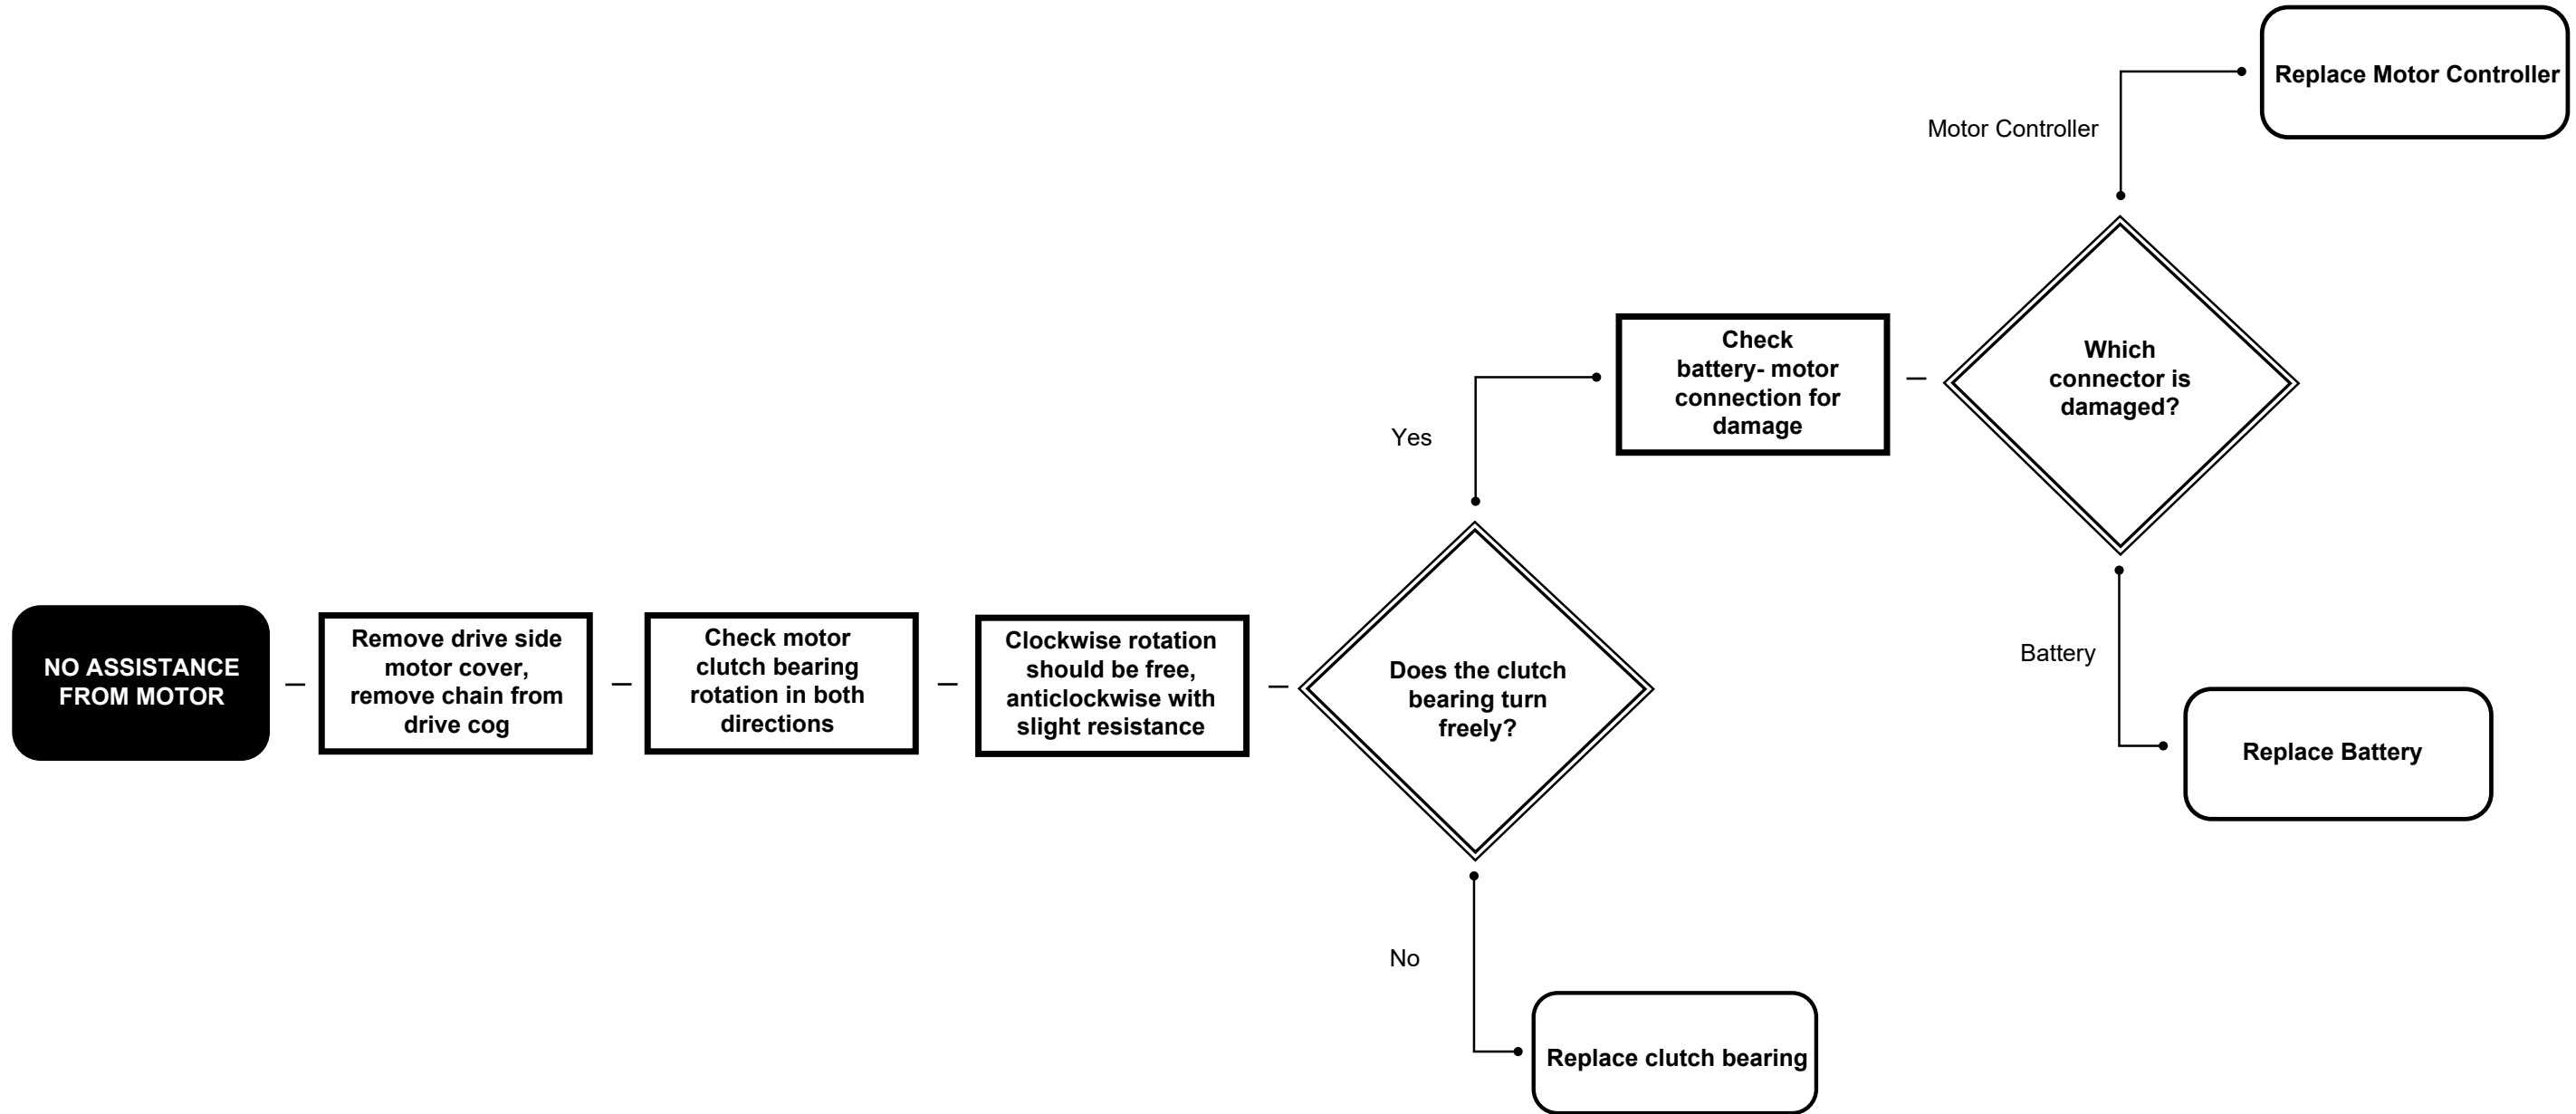 NO ASSISTANCE
FROM MOTOR
Remove drive side
motor cover,
remove chain from
drive cog
Check motor
clutch bearing
rotation in both
directions
Clockwise rotation
should be free,
anticlockwise with
slight resistance
Does the clutch
bearing turn
freely?
Yes
Check
battery- motor
connection for
damage
Which
connector is
damaged?
Motor Controller
Replace Motor Controller
Battery
Replace Battery
No
Replace clutch bearing